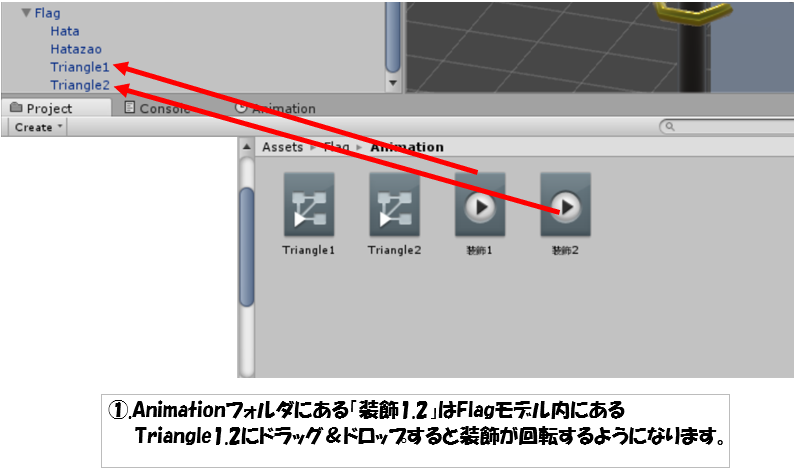 Flag
Hata
Hatazao
Triangle1
Triangle2
Project
Console
Animation
Create
Assets ▸ Flag ▸ Animation
Triangle1
Triangle2
装飾1
装飾2
①.Animationフォルダにある｢装飾1.2｣はFlagモデル内にある
Triangle1.2にドラッグ＆ドロップすると装飾が回転するようになります。